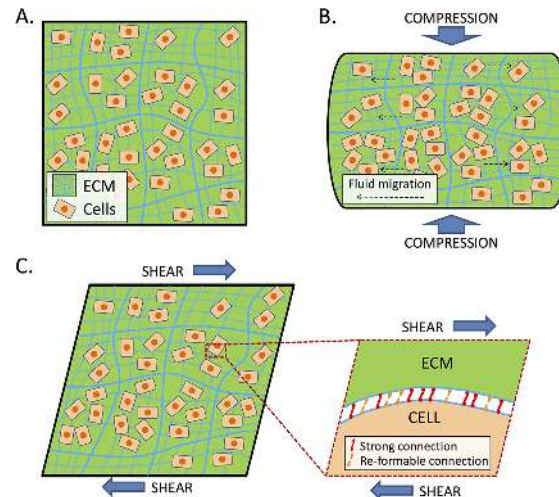 A.
B.
COMPRESSION
ECM
Cells
Fluid migration
COMPRESSION
C.
SHEAR
SHEAR
ECM
CELL
Strong connection
Re-formable connection
SHEAR
SHEAR